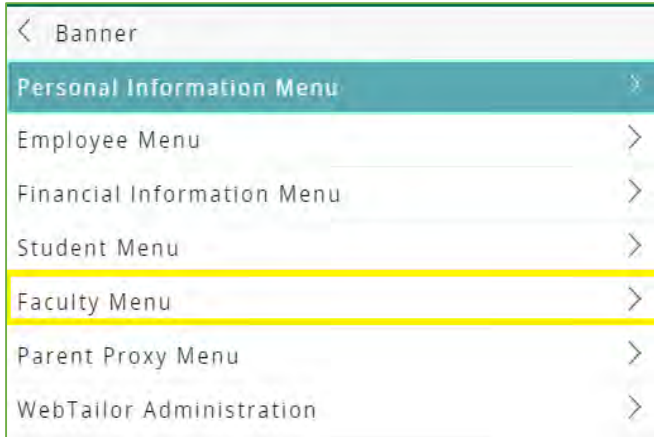 Banner
Personal Information Menu
Employee Menu
Financial Information Menu
Student Menu
Faculty Menu
Parent Proxy Menu
WebTailor Administration